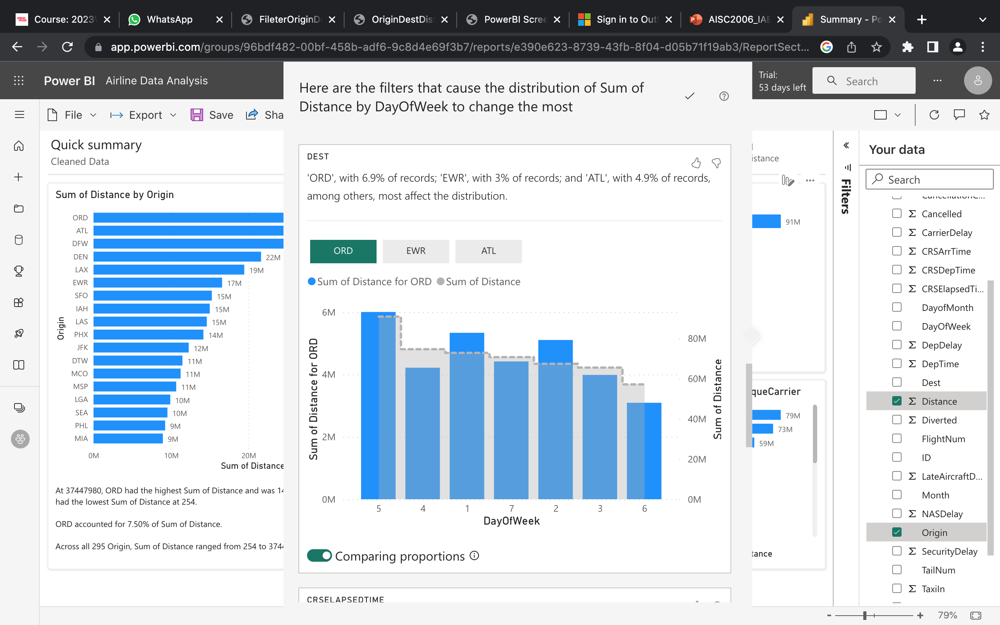 Course: 2023
WhatsApp
FileterOriginDe
OriginDestDist
PowerBI Scree
Sign in to Out
AISC2006_IAE
Summary - Po
app.powerbi.com/groups/96bdf482-00bf-458b-adf6-9c8d4e69f3b7/reports/e390e623-8739-43fb-8f04-d05b71f19ab3/ReportSect...
Power BI Airline Data Analysis
Trial:
53 days left
Search
File
Export
Save
Sha
Quick summary
Cleaned Data
Sum of Distance by Origin
ORD
ATL
DFW
DEN 22M
LAX 19M
EWR 17M
SFO 15M
IAH 15M
LAS 15M
PHX 14M
JFK 12M
DTW 11M
MCO 11M
MSP 11M
LGA 10M
SEA 10M
PHL 9M
MIA 9M
Origin
0M 10M 20M
Sum of Distance
At 37447980, ORD had the highest Sum of Distance and was 14
had the lowest Sum of Distance at 254.
ORD accounted for 7.50% of Sum of Distance.
Across all 295 Origin, Sum of Distance ranged from 254 to 3744
Here are the filters that cause the distribution of Sum of
Distance by DayOfWeek to change the most
DEST
'ORD', with 6.9% of records; 'EWR', with 3% of records; and 'ATL', with 4.9% of records,
among others, most affect the distribution.
ORD EWR ATL
Sum of Distance for ORD Sum of Distance
6M
4M
2M
0M
Sum of Distance for ORD
80M
60M
40M
20M
0M
Sum of Distance
5 4 1 7 2 3 6
DayOfWeek
Comparing proportions
CRSELAPSEDTIME
istance
91M
queCarrier
79M
73M
59M
tance
Filters
Your data
Search
CancellationC...
Cancelled
CarrierDelay
CRSArrTime
CRSDepTime
CRSElapsedTi...
DayofMonth
DayOfWeek
DepDelay
DepTime
Dest
Distance
Diverted
FlightNum
ID
LateAircraftD...
Month
NASDelay
Origin
SecurityDelay
TailNum
TaxiIn
- + 79%